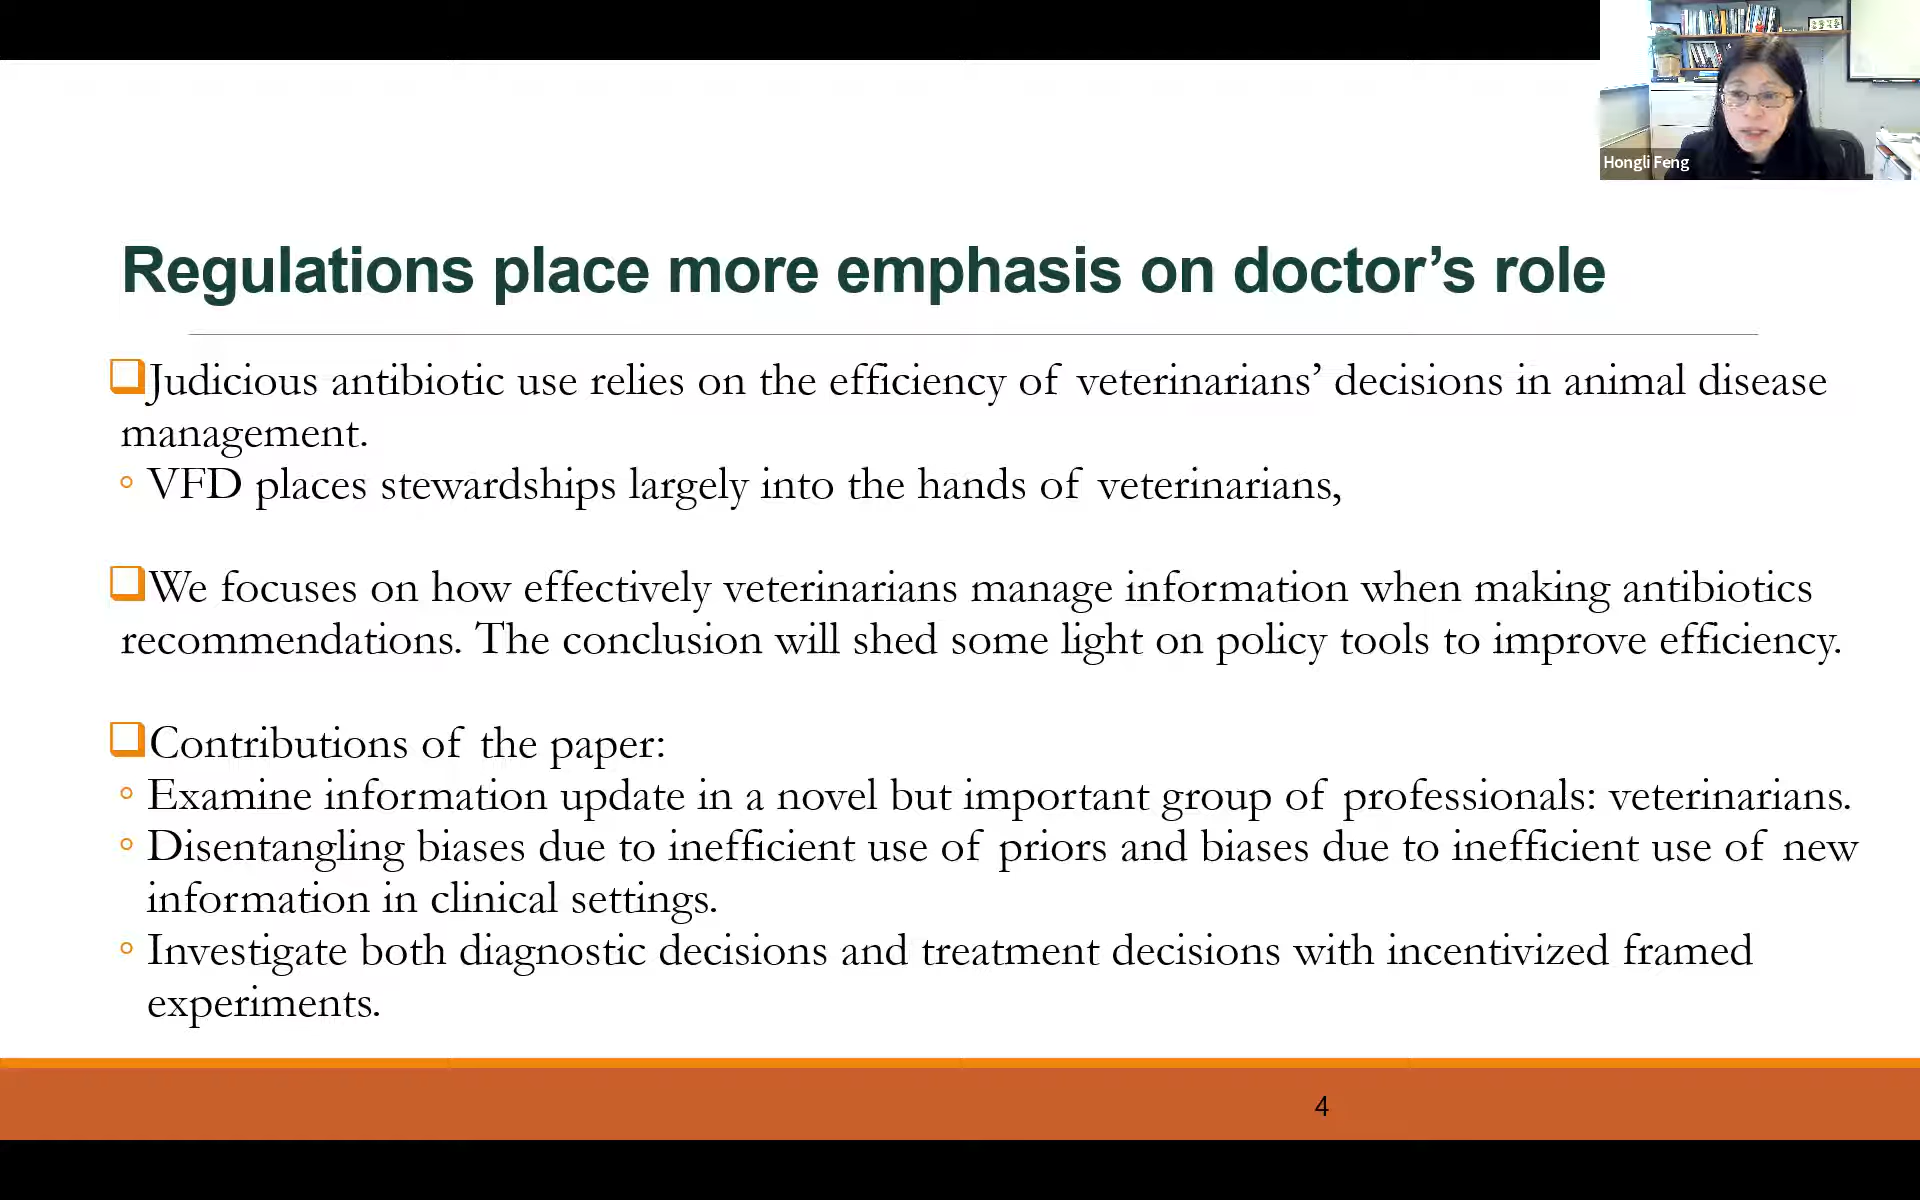 Hongli Feng
Regulations place more emphasis on doctor’s role
Judicious antibiotic use relies on the efficiency of veterinarians’ decisions in animal disease
management.
VFD places stewardships largely into the hands of veterinarians,
We focuses on how effectively veterinarians manage information when making antibiotics
recommendations. The conclusion will shed some light on policy tools to improve efficiency.
Contributions of the paper:
Examine information update in a novel but important group of professionals: veterinarians.
Disentangling biases due to inefficient use of priors and biases due to inefficient use of new
information in clinical settings.
Investigate both diagnostic decisions and treatment decisions with incentivized framed
experiments.
4